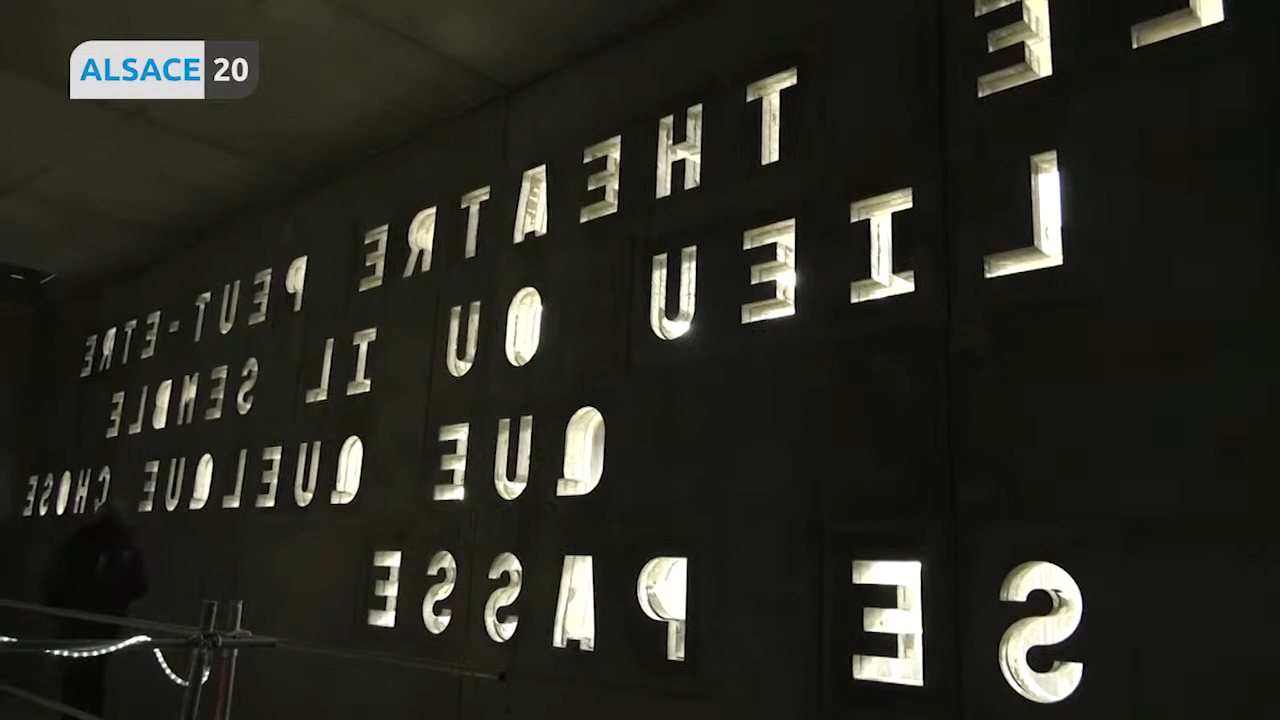 ALSACE 20
LE
THEATRE PEUT-ETRE
LIEU OU IL SEMBLE
QUE QUELQUE CHOSE
SE PASSE